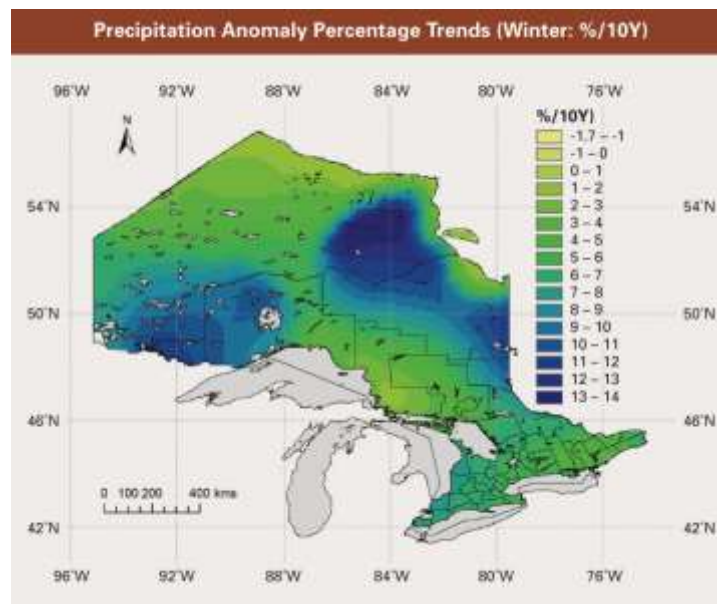 Precipitation Anomaly Percentage Trends (Winter: %/10Y)
96˚W 92˚W 88˚W 84˚W 80˚W 76˚W
N
%/10Y)
-1.7 – -1
-1 – 0
0 – 1
1 – 2
54˚N 2 – 3 54˚N
3 – 4
4 – 5
5 – 6
6 – 7
7 – 8
50˚N 8 – 9 50˚N
9 – 10
10 – 11
11 – 12
12 – 13
13 – 14
46˚N 46˚N
0 100 200 400 kms
42˚N 42˚N
96˚W 92˚W 88˚W 84˚W 80˚W 76˚W